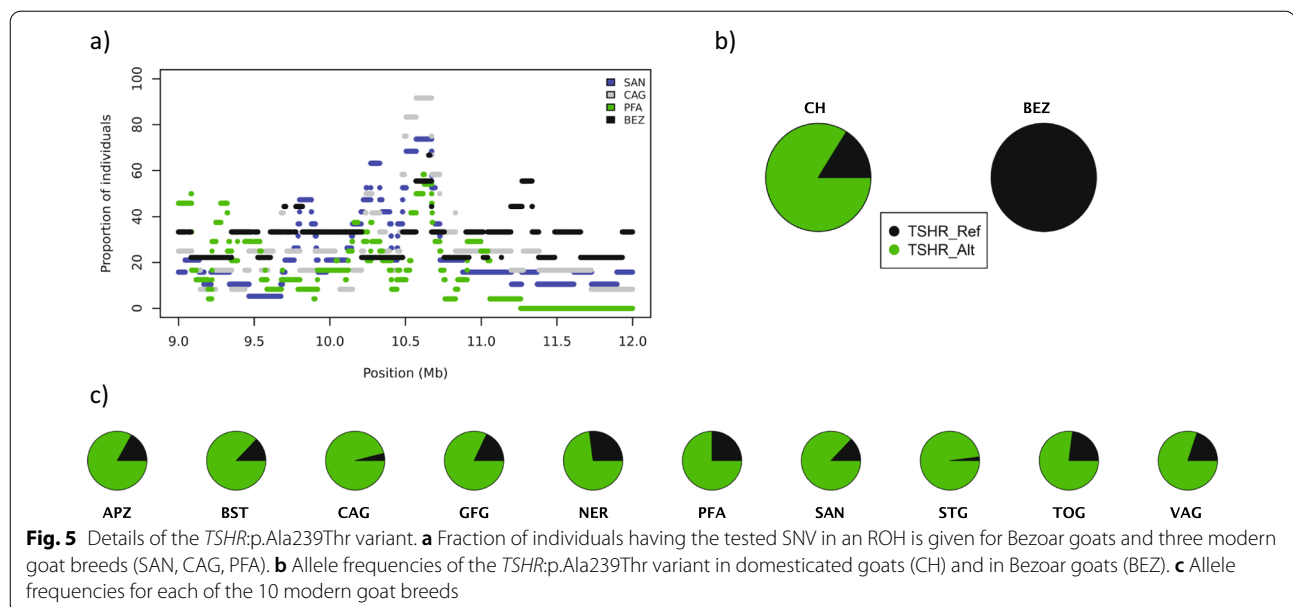 a)
100
80
60
40
20
0
Proportion of individuals
SAN
CAG
PFA
BEZ
9.0 9.5 10.0 10.5 11.0 11.5 12.0
Position (Mb)
b)
CH BEZ
TSHR_Ref
TSHR_Alt
c)
APZ BST CAG GFG NER PFA SAN STG TOG VAG
Fig. 5 Details of the TSHR:p.Ala239Thr variant. a Fraction of individuals having the tested SNV in an ROH is given for Bezoar goats and three modern
goat breeds (SAN, CAG, PFA). b Allele frequencies of the TSHR:p.Ala239Thr variant in domesticated goats (CH) and in Bezoar goats (BEZ). c Allele
frequencies for each of the 10 modern goat breeds